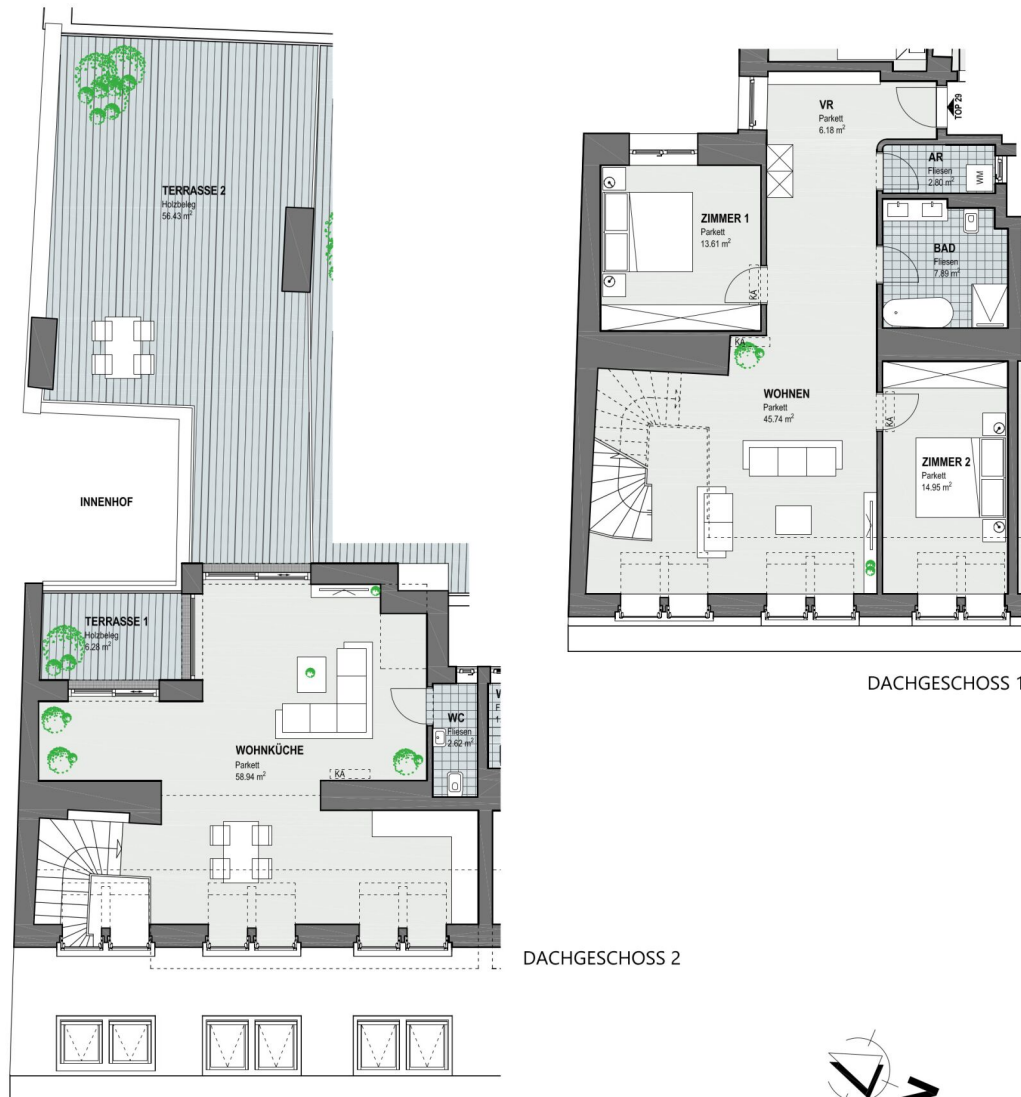 TERRASSE 2
Holzbeleg
56.43 m²
INNENHOF
TERRASSE 1
Holzbeleg
6.28 m²
WOHNKÜCHE
Parkett
58.94 m²
KA
WC
Fliesen
2.62 m²
DACHGESCHOSS 2
VR
Parkett
6.18 m²
TOP 29
AR
Fliesen
2.80 m²
WM
ZIMMER 1
Parkett
13.61 m²
KA
BAD
Fliesen
7.89 m²
KA
WOHNEN
Parkett
45.74 m²
KA
ZIMMER 2
Parkett
14.95 m²
DACHGESCHOSS 1